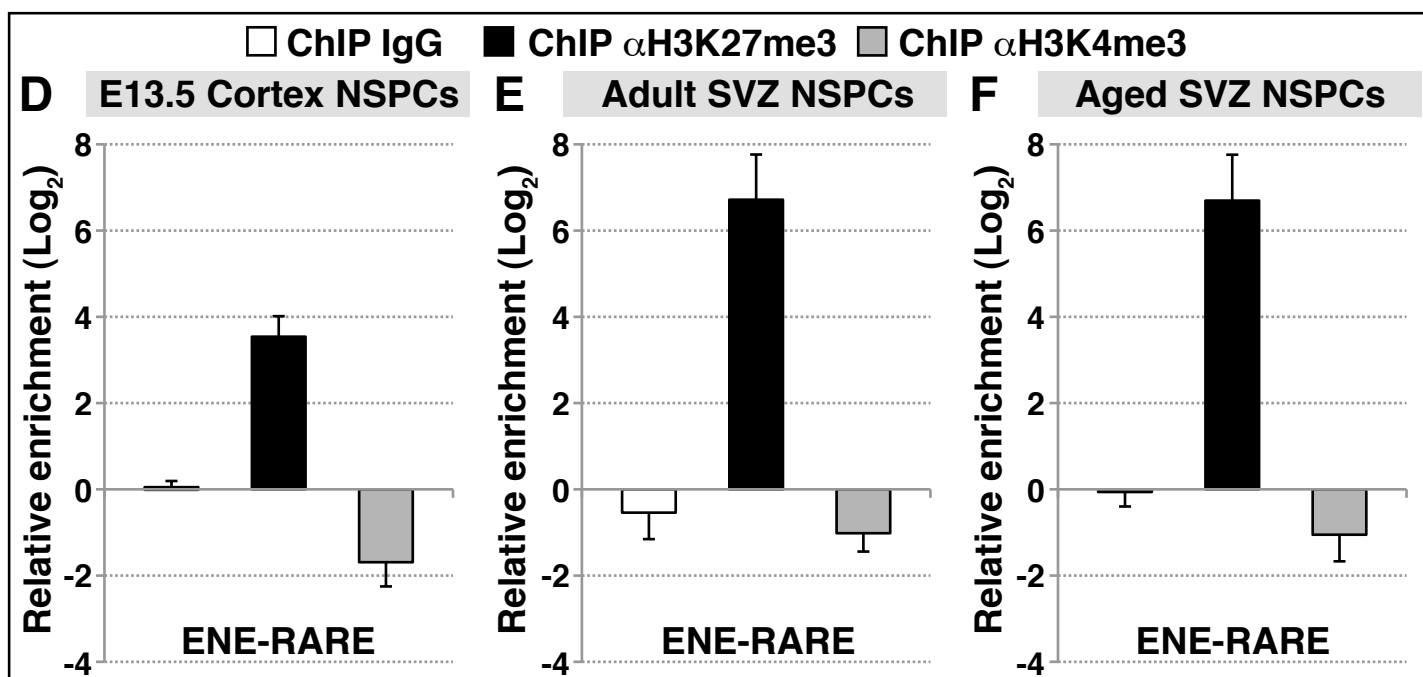 ChIP IgG ChIP αH3K27me3 ChIP αH3K4me3
D E13.5 Cortex NSPCs
Relative enrichment (Log₂)
8
6
4
2
0
-2
-4
ENE-RARE
E Adult SVZ NSPCs
Relative enrichment (Log₂)
8
6
4
2
0
-2
-4
ENE-RARE
F Aged SVZ NSPCs
Relative enrichment (Log₂)
8
6
4
2
0
-2
-4
ENE-RARE